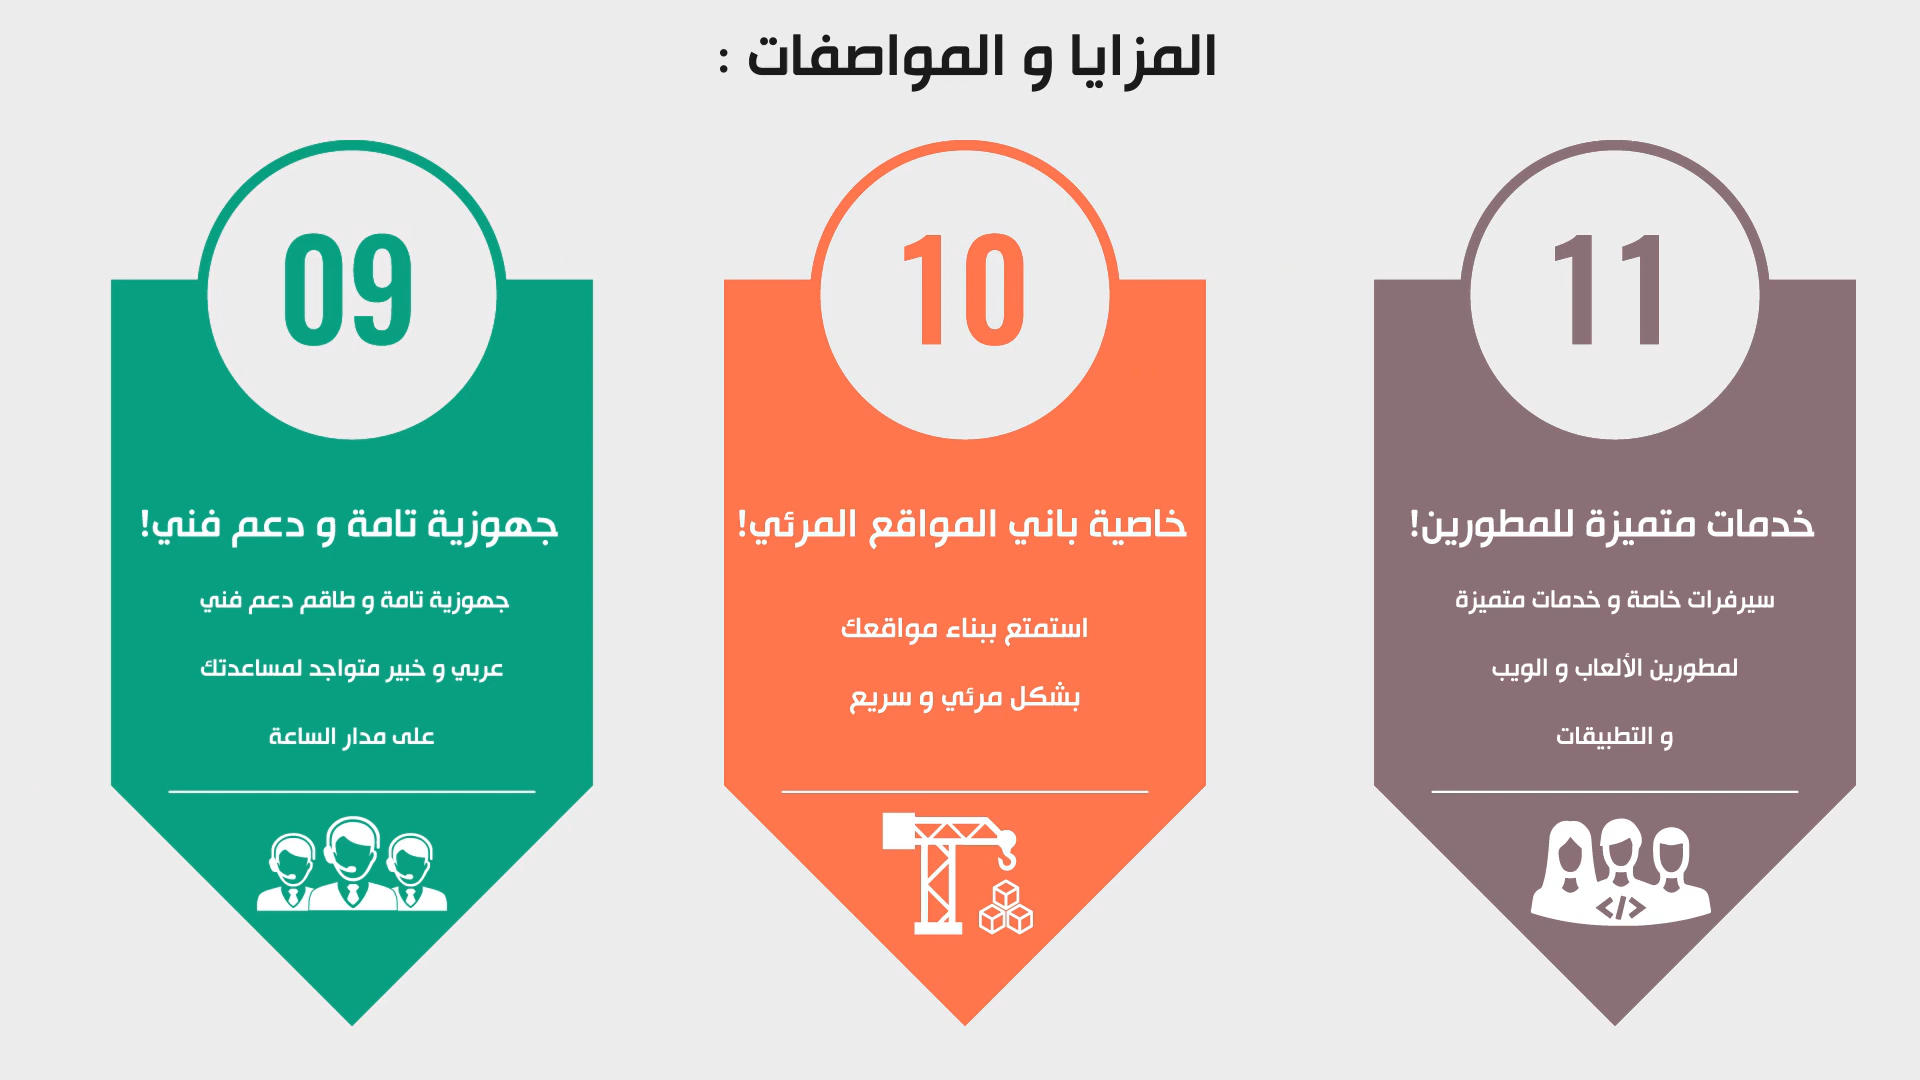 المزايا و المواصفات :
09
جهوزية تامة و دعم فني!
جهوزية تامة و طاقم دعم فني
عربي و خبير متواجد لمساعدتك
على مدار الساعة
10
خاصية باني المواقع المرئي!
استمتع ببناء مواقعك
بشكل مرئي و سريع
11
خدمات متميزة للمطورين!
سيرفرات خاصة و خدمات متميزة
لمطورين الألعاب و الويب
و التطبيقات